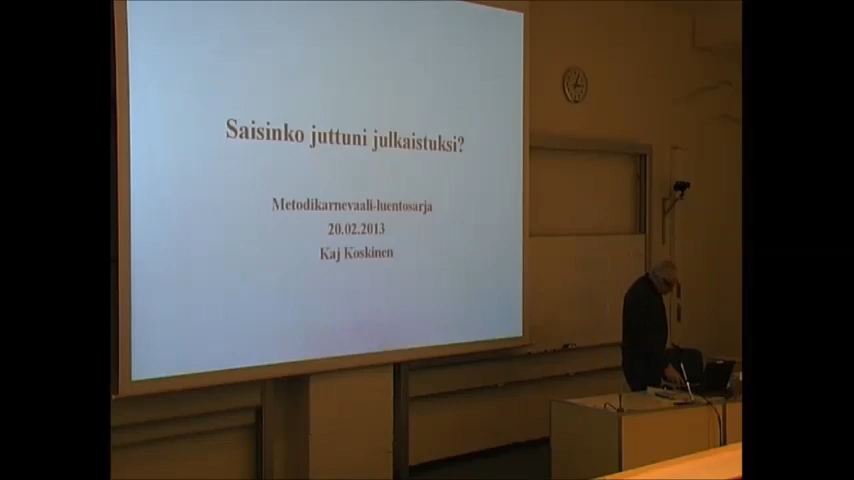 Saisinko juttuni julkaistuksi?
Metodikarnevaali-luentosarja
20.02.2013
Kaj Koskinen